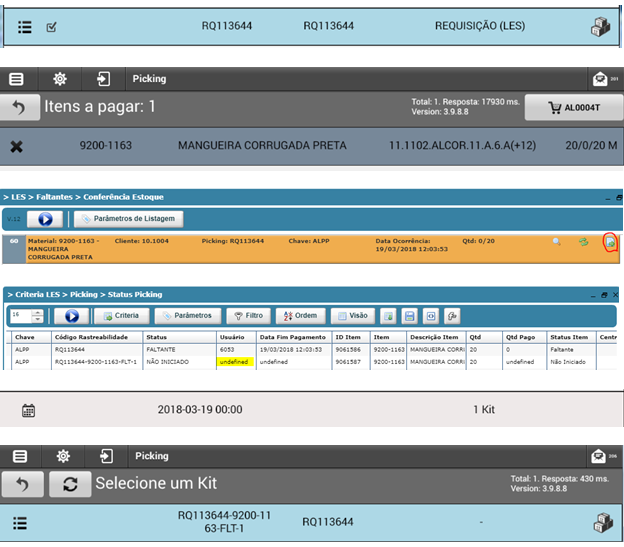 RQ113644 RQ113644 REQUISIÇÃO (LES)
Picking
Itens a pagar: 1 Total: 1. Resposta: 17930 ms. AL0004T
Version: 3.9.8.8
9200-1163 MANGUEIRA CORRUGADA PRETA 11.1102.ALCOR.11.A.6.A(+12) 20/0/20 M
> LES > Faltantes > Conferência Estoque
V.12 Parâmetros de Listagem
60 Material: 9200-1163 - Cliente: 10.1004 Picking: RQ113644 Chave: ALPP Data Ocorrência: Qtd: 0/20
MANGUEIRA 19/03/2018 12:03:53
CORRUGADA PRETA
> Criteria LES > Picking > Status Picking
16 Criteria Parâmetros Filtro Ordem Visão
Chave Código Rastreabilidade Status Usuário Data Fim Pagamento ID Item Item Descrição Item Qtd Qtd Pago Status Item Centr
ALPP RQ113644 FALTANTE 6053 19/03/2018 12:03:53 9061586 9200-1163 MANGUEIRA CORRI 20 0 Faltante
ALPP RQ113644-9200-1163-FLT-1 NÃO INICIADO undefined undefined 9061587 9200-1163 MANGUEIRA CORRI 20 undefined Não Iniciado
2018-03-19 00:00 1 Kit
Picking
Selecione um Kit Total: 1. Resposta: 430 ms.
Version: 3.9.8.8
RQ113644-9200-11 RQ113644 -
63-FLT-1